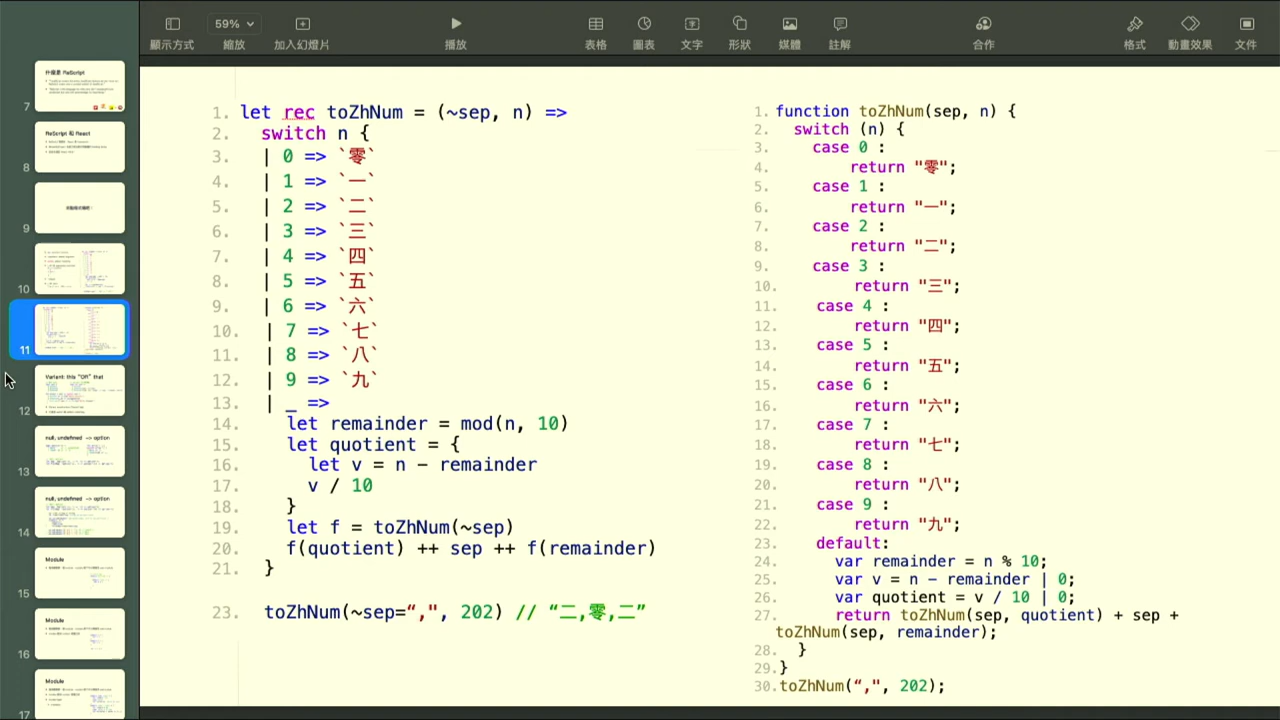 59%
顯示方式
縮放
加入幻燈片
播放
表格
圖表
文字
形狀
媒體
註解
合作
格式
動畫效果
文件
7
什麼是 ReScript
8
ReScript 和 React
9
10
11
12
Variant: this "OR" that
13
null, undefined -> option
14
null, undefined -> option
15
Module
16
Module
17
Module
1. let rec toZhNum = (~sep, n) =>
2. switch n {
3. | 0 => `零`
4. | 1 => `一`
5. | 2 => `二`
6. | 3 => `三`
7. | 4 => `四`
8. | 5 => `五`
9. | 6 => `六`
10. | 7 => `七`
11. | 8 => `八`
12. | 9 => `九`
13. | _ =>
14. let remainder = mod(n, 10)
15. let quotient = {
16. let v = n - remainder
17. v / 10
18. }
19. let f = toZhNum(~sep)
20. f(quotient) ++ sep ++ f(remainder)
21. }
23. toZhNum(~sep=“,", 202) // “二,零,二”
1. function toZhNum(sep, n) {
2. switch (n) {
3. case 0 :
4. return "零";
5. case 1 :
6. return "一";
7. case 2 :
8. return "二";
9. case 3 :
10. return "三";
11. case 4 :
12. return "四";
13. case 5 :
14. return "五";
15. case 6 :
16. return "六";
17. case 7 :
18. return "七";
19. case 8 :
20. return "八";
21. case 9 :
22. return "九";
23. default:
24. var remainder = n % 10;
25. var v = n - remainder | 0;
26. var quotient = v / 10 | 0;
27. return toZhNum(sep, quotient) + sep +
toZhNum(sep, remainder);
28. }
29. }
30. toZhNum(“,", 202);